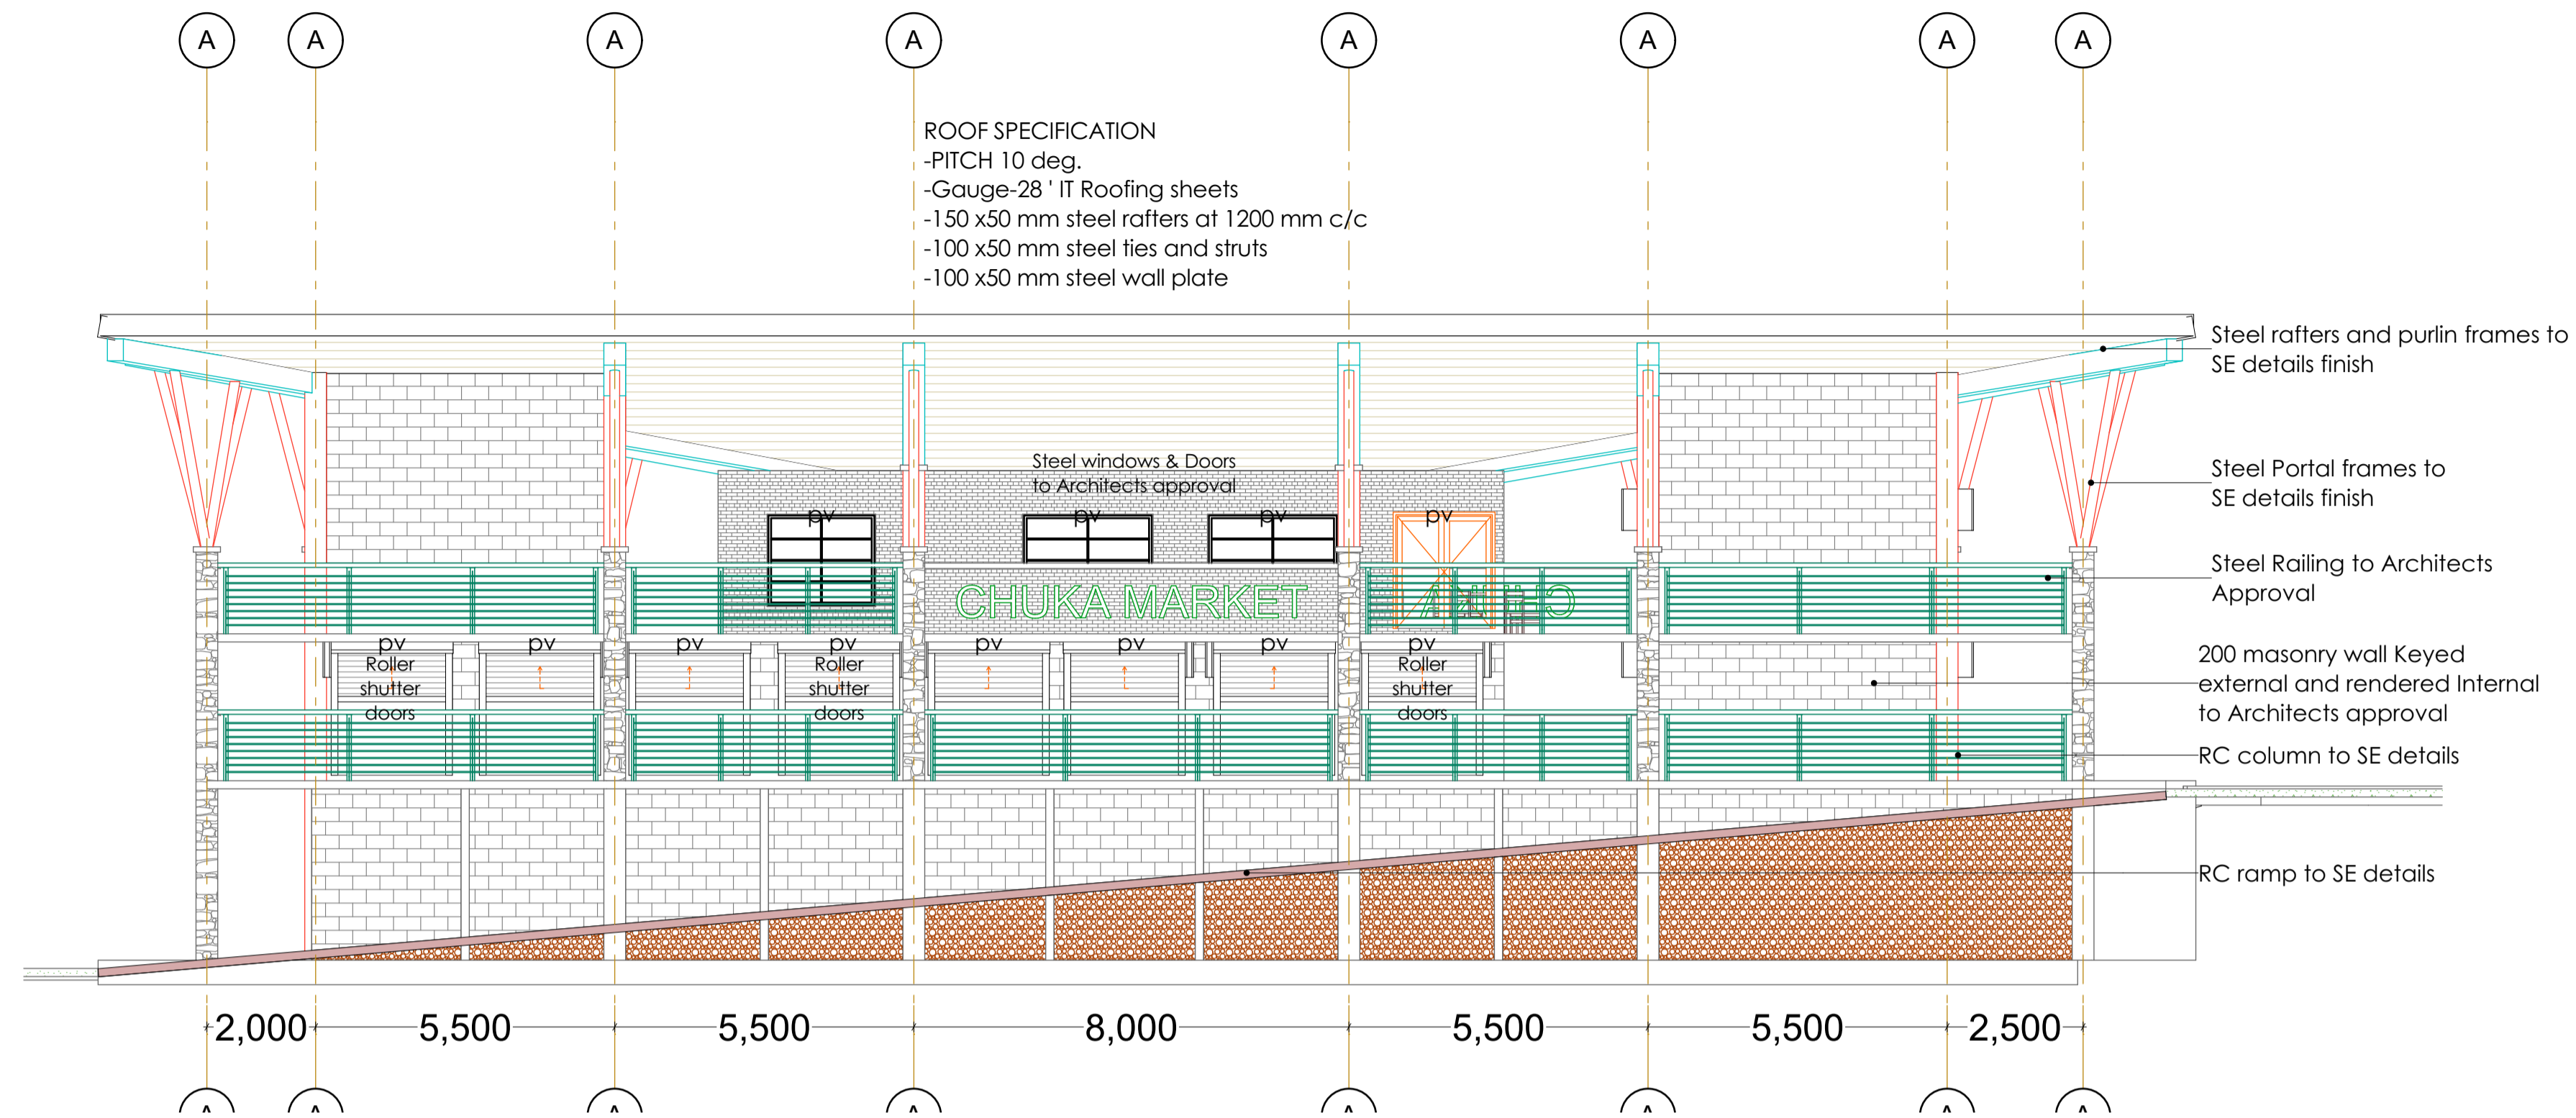 A A A A A A A A
ROOF SPECIFICATION
-PITCH 10 deg.
-Gauge-28 ' IT Roofing sheets
-150 x50 mm steel rafters at 1200 mm c/c
-100 x50 mm steel ties and struts
-100 x50 mm steel wall plate
Steel rafters and purlin frames to
SE details finish
Steel windows & Doors
to Architects approval
Steel Portal frames to
SE details finish
pv pv pv pv
Steel Railing to Architects
Approval
CHUKA MARKET
CHUKA
pv pv pv pv pv pv pv pv
Roller
shutter
doors
Roller
shutter
doors
Roller
shutter
doors
200 masonry wall Keyed
external and rendered Internal
to Architects approval
RC column to SE details
RC ramp to SE details
2,000 5,500 5,500 8,000 5,500 5,500 2,500
A A A A A A A A